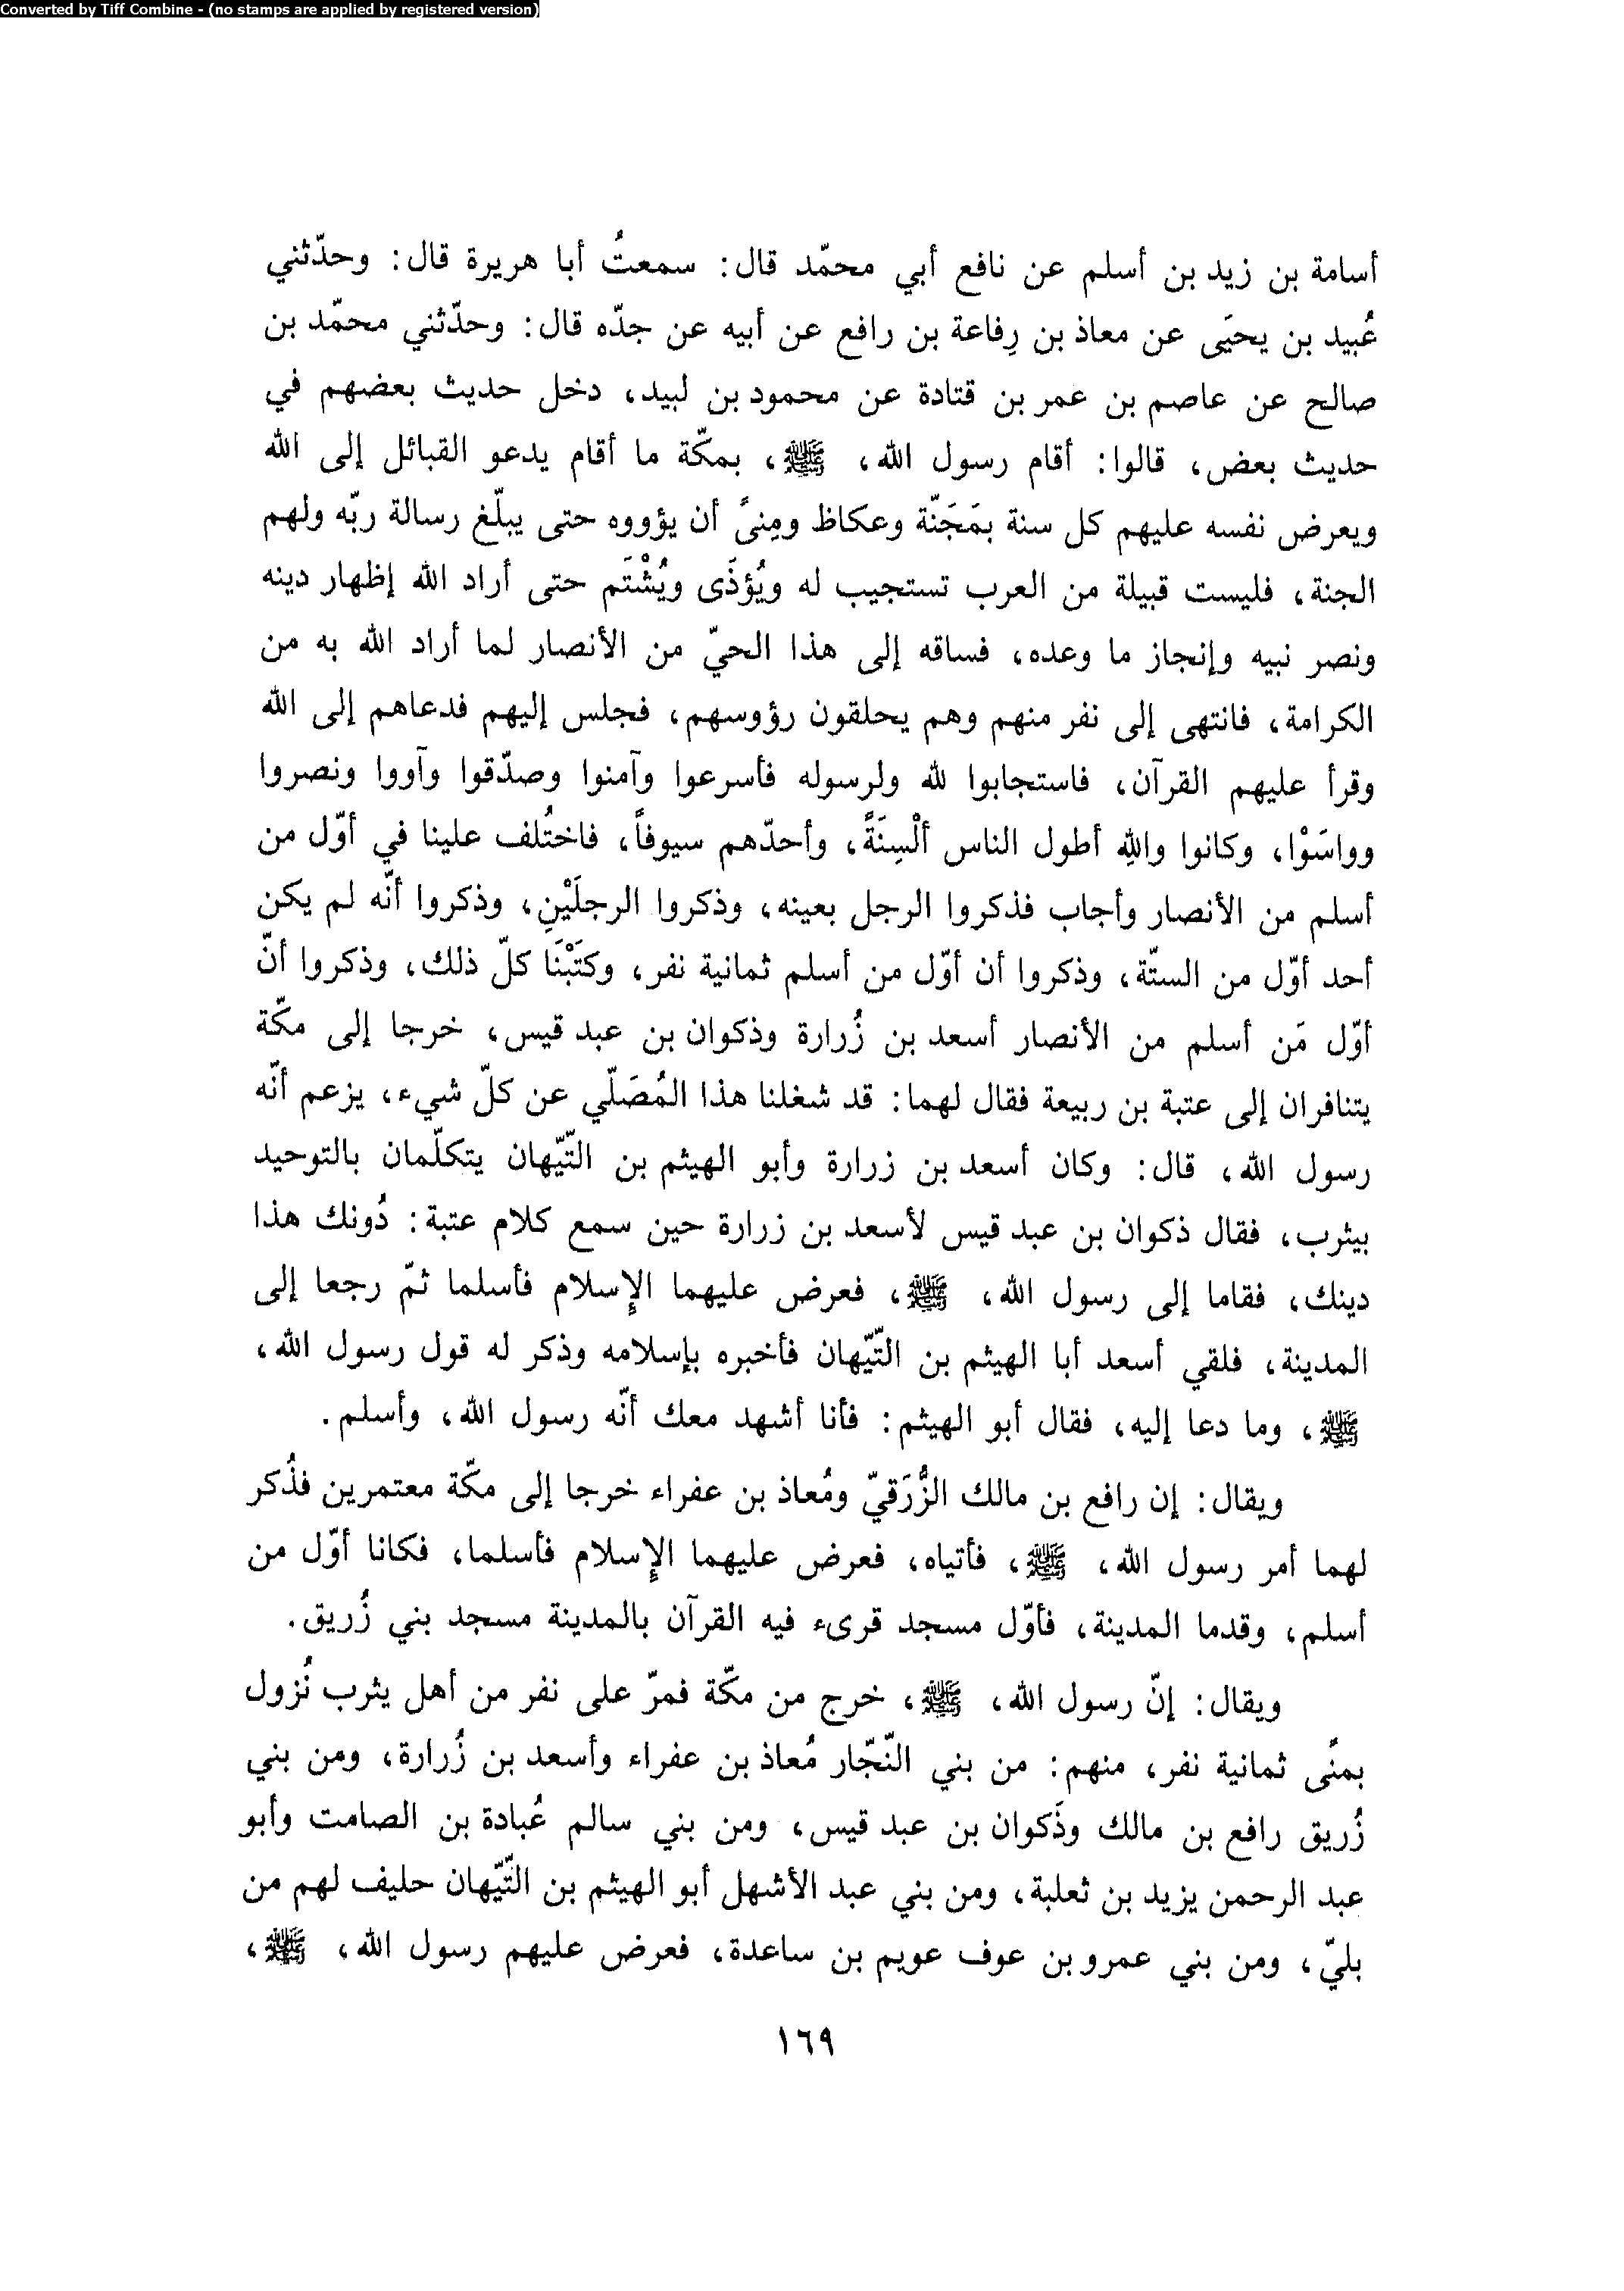 Converted by Tiff Combine - (no stamps are applied by registered version)
أسامة بن زيد بن أسلم عن نافع أبي محمّد قال: سمعتُ أبا هريرة قال: وحدّثني
عُبيد بن يحيَى عن معاذ بن رِفاعة بن رافع عن أبيه عن جدّه قال: وحدّثني محمّد بن
صالح عن عاصم بن عمر بن قتادة عن محمود بن لبيد، دخل حديث بعضهم في
حديث بعض، قالوا: أقام رسول الله، ﷺ، بمكّة ما أقام يدعو القبائل إلى الله
ويعرض نفسه عليهم كل سنة بمَجَنّة وعكاظ ومِنىً أن يؤووه حتى يبلّغ رسالة ربّه ولهم
الجنة، فليست قبيلة من العرب تستجيب له ويُؤذَى ويُشْتَم حتى أراد الله إظهار دينه
ونصر نبيه وإنجاز ما وعده، فساقه إلى هذا الحيّ من الأنصار لما أراد الله به من
الكرامة، فانتهى إلى نفر منهم وهم يحلقون رؤوسهم، فجلس إليهم فدعاهم إلى الله
وقرأ عليهم القرآن، فاستجابوا لله ولرسوله فأسرعوا وآمنوا وصدّقوا وآووا ونصروا
وواسَوْا، وكانوا واللهِ أطول الناس ألْسِنَةً، وأحدّهم سيوفاً، فاختُلف علينا في أوّل من
أسلم من الأنصار وأجاب فذكروا الرجل بعينه، وذكروا الرجلَيْنِ، وذكروا أنّه لم يكن
أحد أوّل من الستّة، وذكروا أن أوّل من أسلم ثمانية نفر، وكتَبْنَا كلّ ذلك، وذكروا أنّ
أوّل مَن أسلم من الأنصار أسعد بن زُرارة وذكوان بن عبد قيس، خرجا إلى مكّة
يتنافران إلى عتبة بن ربيعة فقال لهما: قد شغلنا هذا المُصَلّي عن كلّ شيء، يزعم أنّه
رسول الله، قال: وكان أسعد بن زرارة وأبو الهيثم بن التّيّهان يتكلّمان بالتوحيد
بيثرب، فقال ذكوان بن عبد قيس لأسعد بن زرارة حين سمع كلام عتبة: دُونك هذا
دينك، فقاما إلى رسول الله، ﷺ، فعرض عليهما الإِسلام فأسلما ثمّ رجعا إلى
المدينة، فلقي أسعد أبا الهيثم بن التّيّهان فأخبره بإسلامه وذكر له قول رسول الله،
ﷺ، وما دعا إليه، فقال أبو الهيثم: فأنا أشهد معك أنّه رسول الله، وأسلم.
ويقال: إن رافع بن مالك الزُّرَقيّ ومُعاذ بن عفراء خرجا إلى مكّة معتمرين فذُكر
لهما أمر رسول الله، ﷺ، فأتياه، فعرض عليهما الإِسلام فأسلما، فكانا أوّل من
أسلم، وقدما المدينة، فأوّل مسجد قرىء فيه القرآن بالمدينة مسجد بني زُريق.
ويقال: إنّ رسول الله، ﷺ، خرج من مكّة فمرّ على نفر من أهل يثرب نُزول
بمنًى ثمانية نفر، منهم: من بني النّجّار مُعاذ بن عفراء وأسعد بن زُرارة، ومن بني
زُريق رافع بن مالك وذَكوان بن عبد قيس، ومن بني سالم عُبادة بن الصامت وأبو
عبد الرحمن يزيد بن ثعلبة، ومن بني عبد الأشهل أبو الهيثم بن التّيّهان حليف لهم من
بليّ، ومن بني عمرو بن عوف عويم بن ساعدة، فعرض عليهم رسول الله، ﷺ،
١٦٩